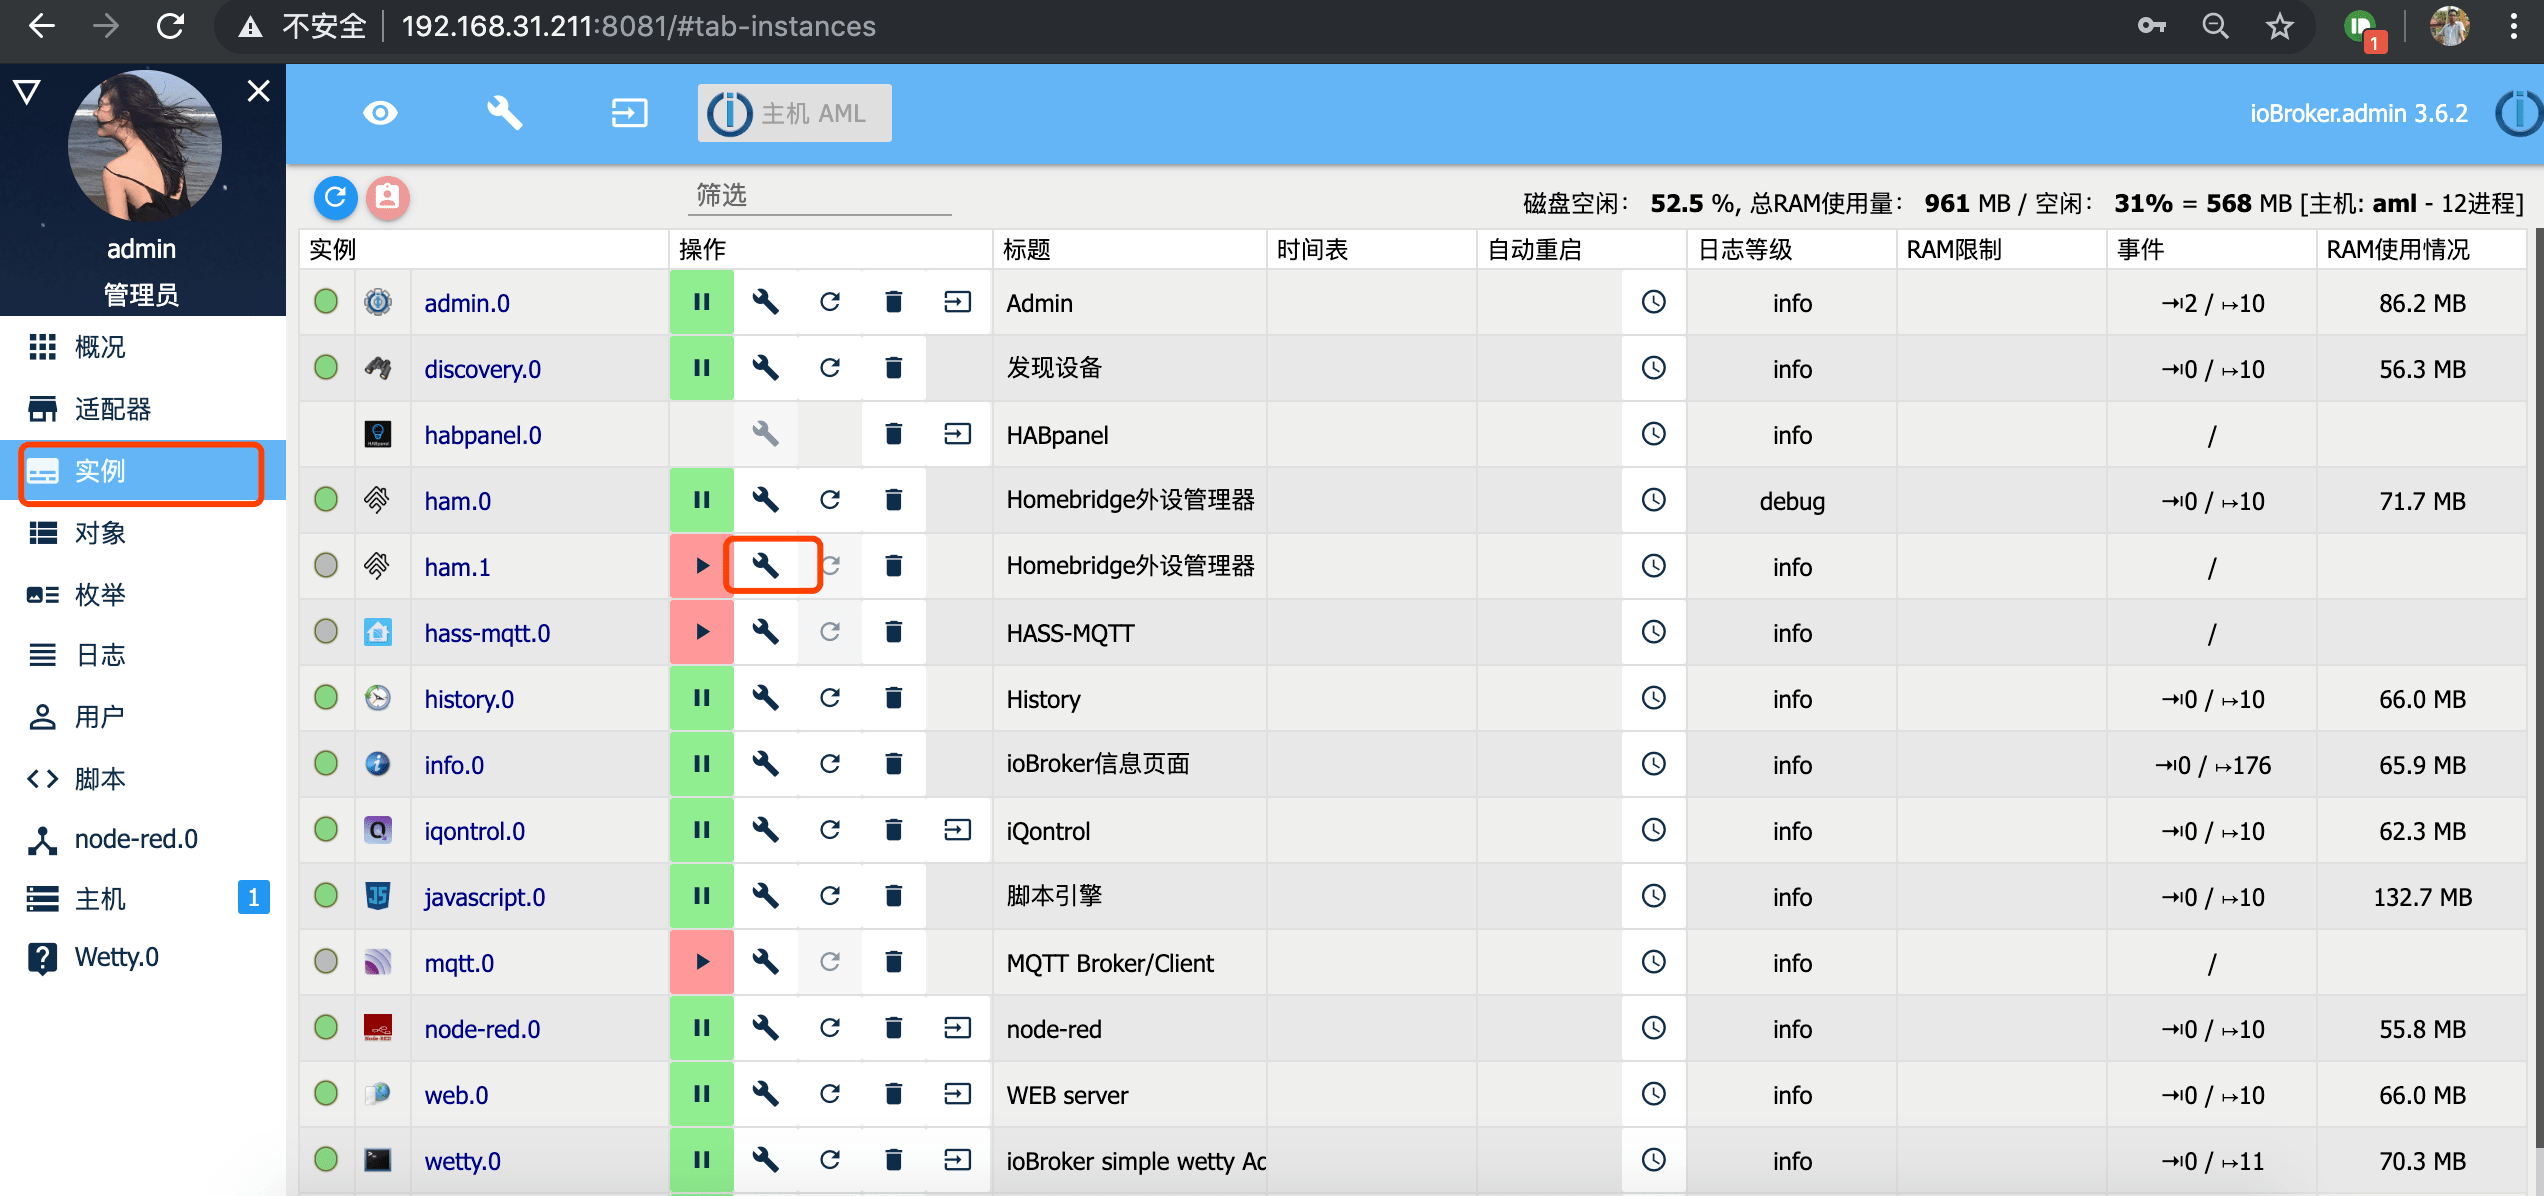 不安全 192.168.31.211:8081/#tab-instances
1
主机 AML
ioBroker.admin 3.6.2
admin
管理员
概况
适配器
实例
对象
枚举
日志
用户
脚本
node-red.0
主机 1
Wetty.0
筛选
磁盘空闲: 52.5 %, 总RAM使用量: 961 MB / 空闲: 31% = 568 MB [主机: aml - 12进程]
实例 操作 标题 时间表 自动重启 日志等级 RAM限制 事件 RAM使用情况
admin.0 Admin info ⇥2 / ↦10 86.2 MB
discovery.0 发现设备 info ⇥0 / ↦10 56.3 MB
HABpanel habpanel.0 HABpanel info /
ham.0 Homebridge外设管理器 debug ⇥0 / ↦10 71.7 MB
ham.1 Homebridge外设管理器 info /
hass-mqtt.0 HASS-MQTT info /
history.0 History info ⇥0 / ↦10 66.0 MB
info.0 ioBroker信息页面 info ⇥0 / ↦176 65.9 MB
iqontrol.0 iQontrol info ⇥0 / ↦10 62.3 MB
JS javascript.0 脚本引擎 info ⇥0 / ↦10 132.7 MB
mqtt.0 MQTT Broker/Client info /
Node-RED node-red.0 node-red info ⇥0 / ↦10 55.8 MB
web.0 WEB server info ⇥0 / ↦10 66.0 MB
wetty.0 ioBroker simple wetty Ad info ⇥0 / ↦11 70.3 MB